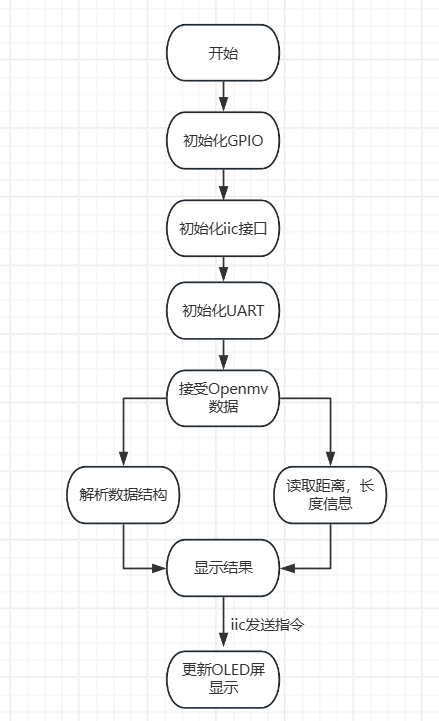 开始
初始化GPIO
初始化iic接口
初始化UART
接受Openmv
数据
解析数据结构
读取距离，长
度信息
显示结果
iic发送指令
更新OLED屏
显示